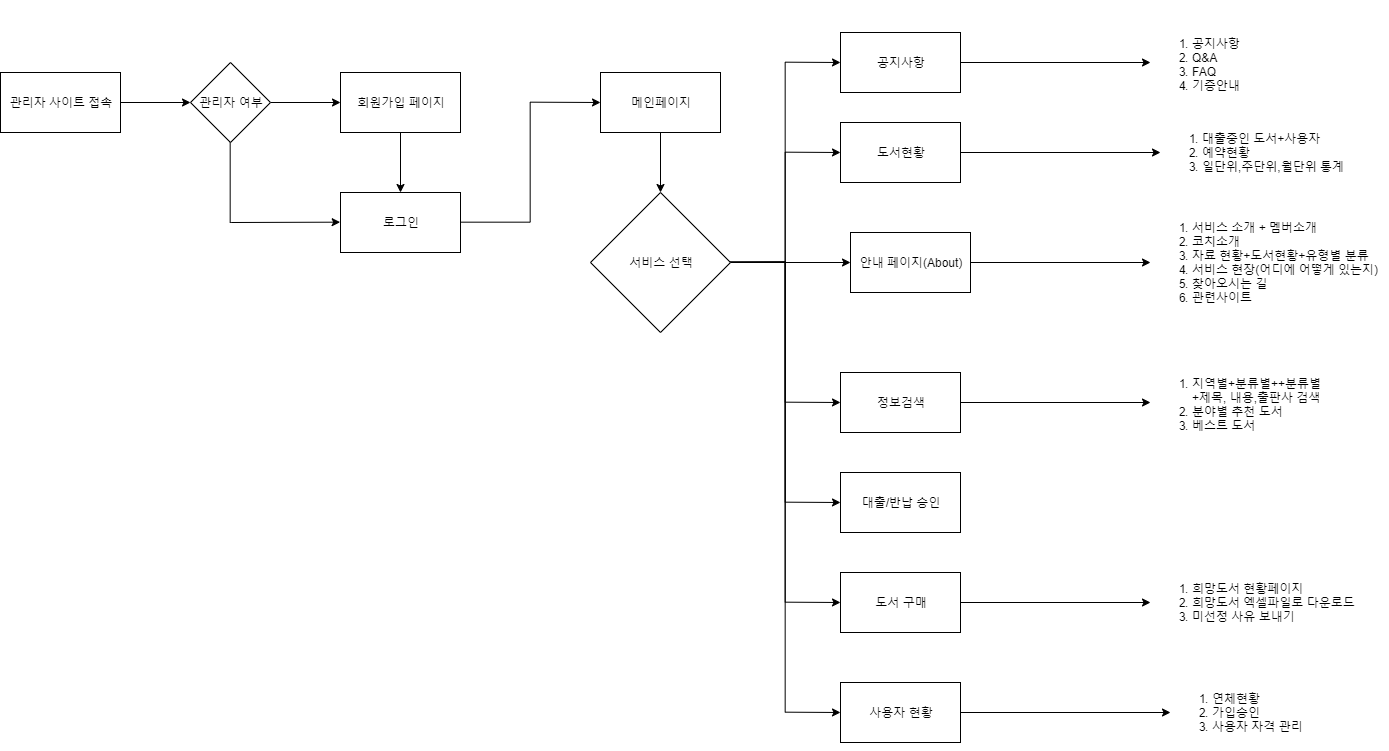 관리자 사이트 접속
관리자 여부
회원가입 페이지
로그인
메인페이지
서비스 선택
공지사항
1. 공지사항
2. Q&A
3. FAQ
4. 기증안내
도서현황
1. 대출중인 도서+사용자
2. 예약현황
3. 일단위,주단위,월단위 통계
안내 페이지(About)
1. 서비스 소개 + 멤버소개
2. 코치소개
3. 자료 현황+도서현황+유형별 분류
4. 서비스 현장(어디에 어떻게 있는지)
5. 찾아오시는 길
6. 관련사이트
정보검색
1. 지역별+분류별++분류별
+제목, 내용,출판사 검색
2. 분야별 추천 도서
3. 베스트 도서
대출/반납 승인
도서 구매
1. 희망도서 현황페이지
2. 희망도서 엑셀파일로 다운로드
3. 미선정 사유 보내기
사용자 현황
1. 연체현황
2. 가입승인
3. 사용자 자격 관리